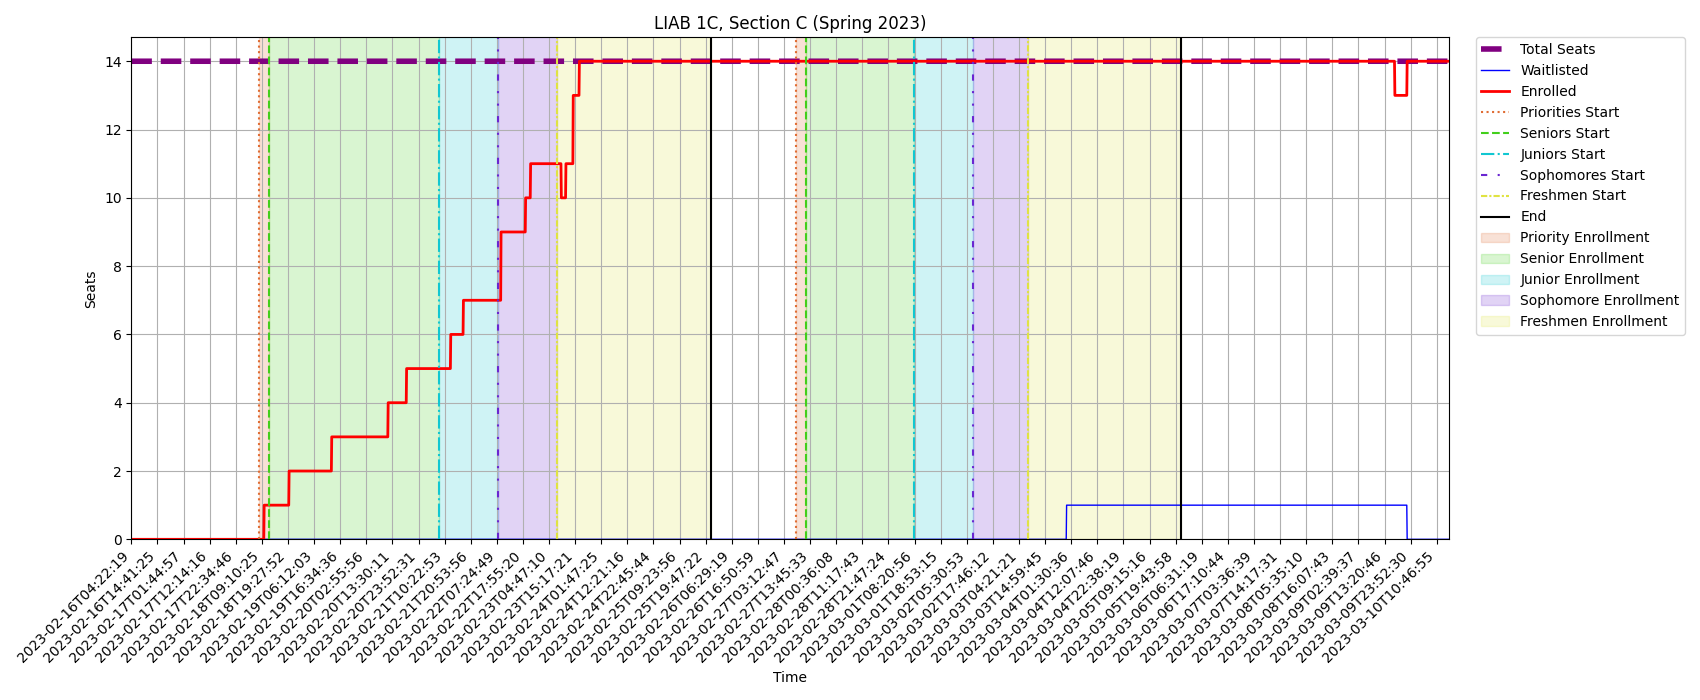 LIAB 1C, Section C (Spring 2023)
Seats
14
12
10
8
6
4
2
0
2023-02-16T04:22:19
2023-02-16T14:41:25
2023-02-17T01:44:57
2023-02-17T12:14:16
2023-02-17T22:34:46
2023-02-18T09:10:25
2023-02-18T19:27:52
2023-02-19T06:12:03
2023-02-19T16:34:36
2023-02-20T02:55:56
2023-02-20T13:30:11
2023-02-20T23:52:31
2023-02-21T10:22:53
2023-02-21T20:53:56
2023-02-22T07:24:49
2023-02-22T17:55:20
2023-02-23T04:47:10
2023-02-23T15:17:21
2023-02-24T01:47:25
2023-02-24T12:21:16
2023-02-24T22:45:44
2023-02-25T09:23:56
2023-02-25T19:47:22
2023-02-26T06:29:19
2023-02-26T16:50:59
2023-02-27T03:12:47
2023-02-27T13:45:33
2023-02-28T00:36:08
2023-02-28T11:17:43
2023-02-28T21:47:24
2023-03-01T08:20:56
2023-03-01T18:53:15
2023-03-02T05:30:53
2023-03-02T17:46:12
2023-03-03T04:21:21
2023-03-03T14:59:45
2023-03-04T01:30:36
2023-03-04T12:07:46
2023-03-04T22:38:19
2023-03-05T09:15:16
2023-03-05T19:43:58
2023-03-06T06:31:19
2023-03-06T17:10:44
2023-03-07T03:36:39
2023-03-07T14:17:31
2023-03-08T05:35:10
2023-03-08T16:07:43
2023-03-09T02:39:37
2023-03-09T13:20:46
2023-03-09T23:52:30
2023-03-10T10:46:55
Time
Total Seats
Waitlisted
Enrolled
Priorities Start
Seniors Start
Juniors Start
Sophomores Start
Freshmen Start
End
Priority Enrollment
Senior Enrollment
Junior Enrollment
Sophomore Enrollment
Freshmen Enrollment